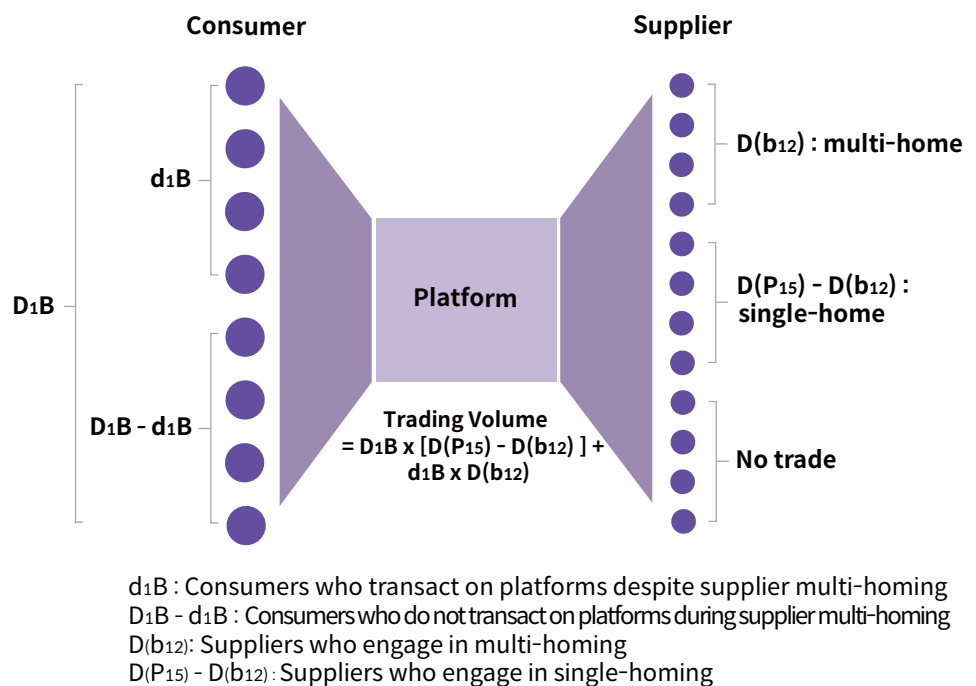 Consumer
Supplier
d1B
D1B
D1B - d1B
Platform
Trading Volume
= D1B x [D(P15) - D(b12) ] +
d1B x D(b12)
D(b12) : multi-home
D(P15) - D(b12) :
single-home
No trade
d1B : Consumers who transact on platforms despite supplier multi-homing
D1B - d1B : Consumers who do not transact on platforms during supplier multi-homing
D(b12): Suppliers who engage in multi-homing
D(P15) - D(b12) : Suppliers who engage in single-homing